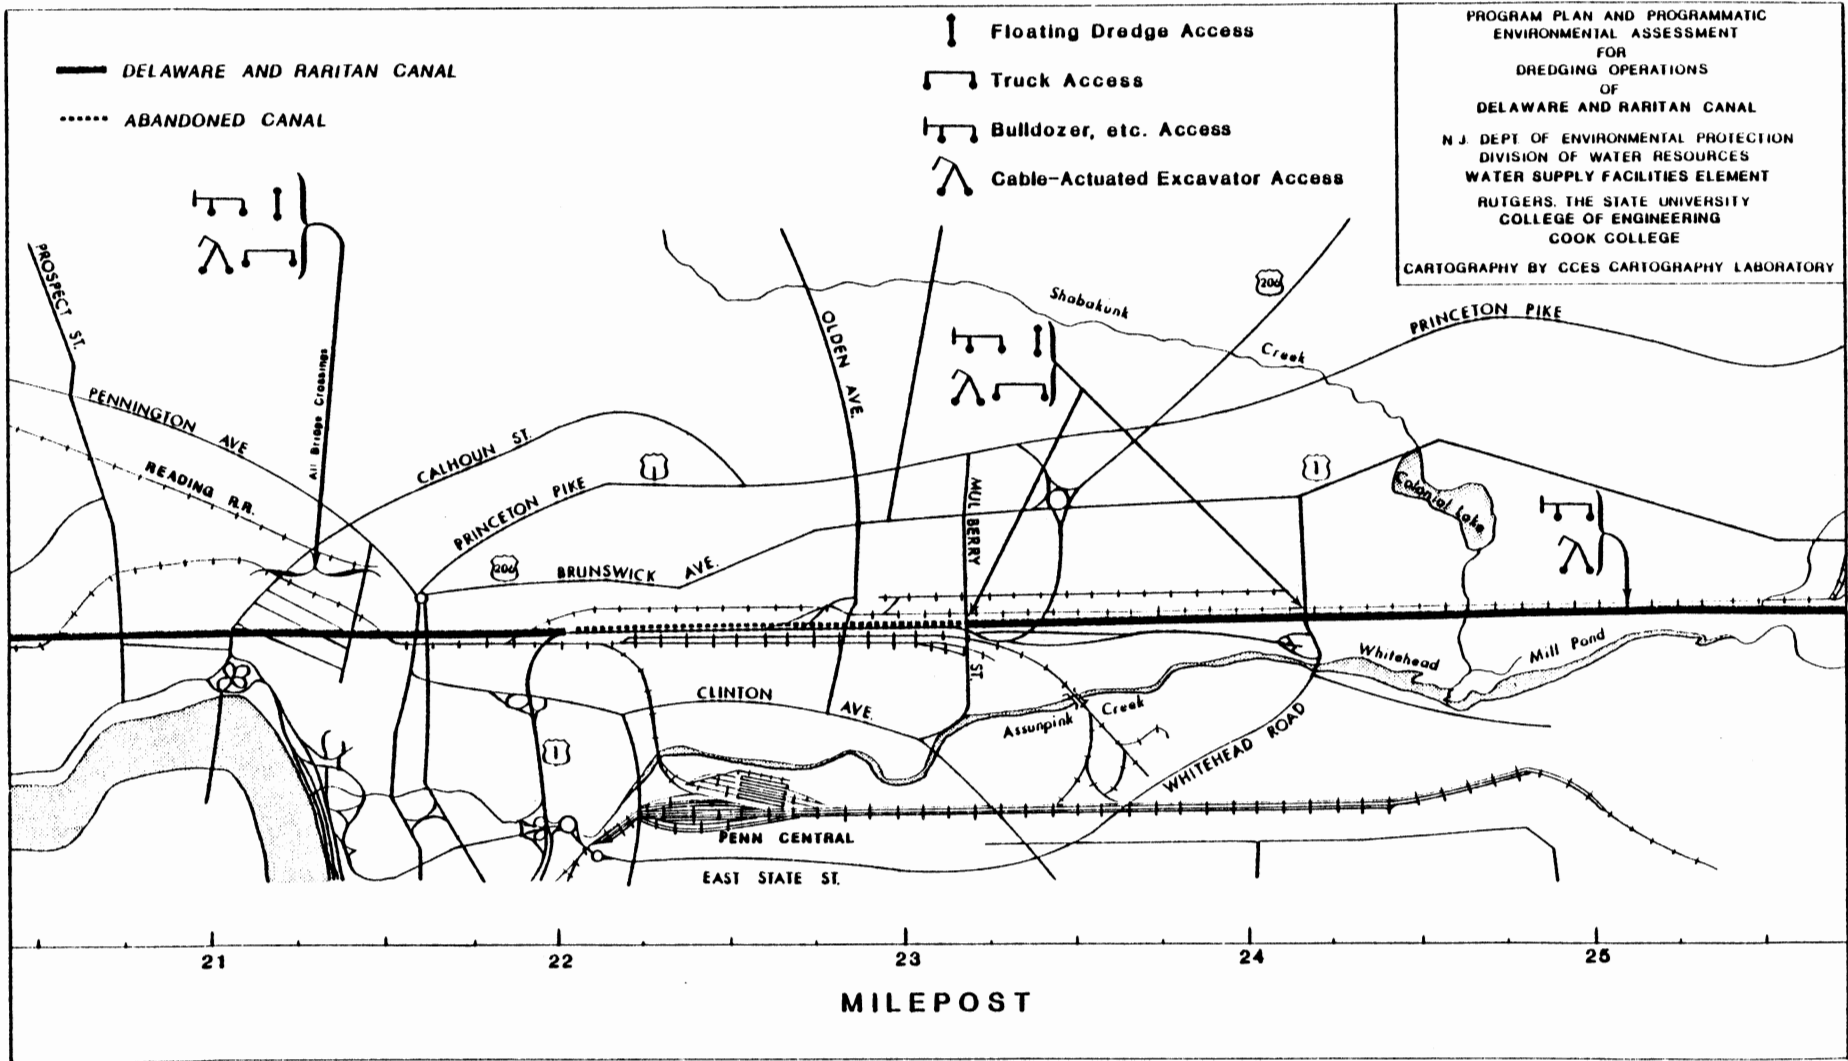 DELAWARE AND RARITAN CANAL
ABANDONED CANAL
Floating Dredge Access
Truck Access
Bulldozer, etc. Access
Cable-Actuated Excavator Access
PROGRAM PLAN AND PROGRAMMATIC
ENVIRONMENTAL ASSESSMENT
FOR
DREDGING OPERATIONS
OF
DELAWARE AND RARITAN CANAL
N J. DEPT. OF ENVIRONMENTAL PROTECTION
DIVISION OF WATER RESOURCES
WATER SUPPLY FACILITIES ELEMENT
RUTGERS, THE STATE UNIVERSITY
COLLEGE OF ENGINEERING
COOK COLLEGE
CARTOGRAPHY BY CCES CARTOGRAPHY LABORATORY
PROSPECT ST.
All Bridge Crossings
PENNINGTON AVE
READING R.R.
CALHOUN ST.
1
PRINCETON PIKE
206
BRUNSWICK AVE.
OLDEN AVE.
Shabakunk
Creek
206
PRINCETON PIKE
MULBERRY
ST.
1
Colonial Lake
Whitehead
Mill Pond
CLINTON
AVE.
Assunpink Creek
WHITEHEAD ROAD
1
PENN CENTRAL
EAST STATE ST.
21
22
23
24
25
MILEPOST